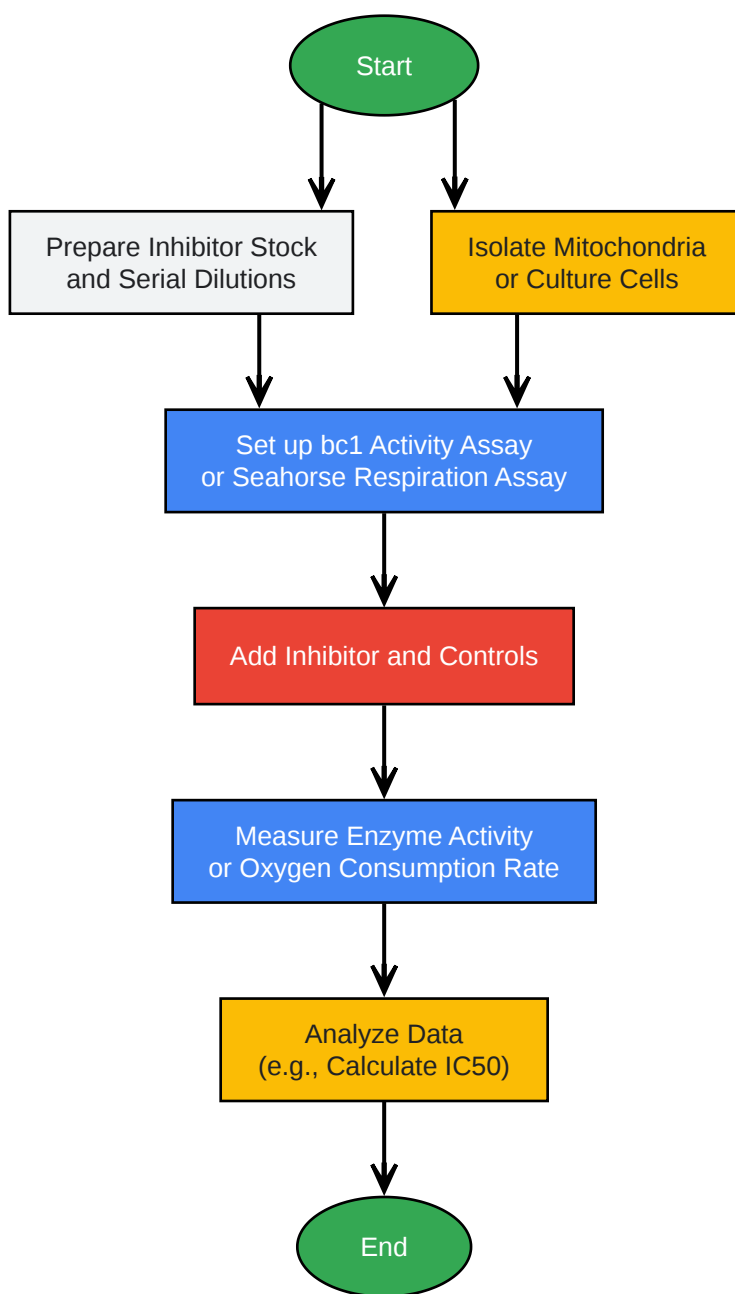 Start
Prepare Inhibitor Stock
and Serial Dilutions
Isolate Mitochondria
or Culture Cells
Set up bc1 Activity Assay
or Seahorse Respiration Assay
Add Inhibitor and Controls
Measure Enzyme Activity
or Oxygen Consumption Rate
Analyze Data
(e.g., Calculate IC50)
End